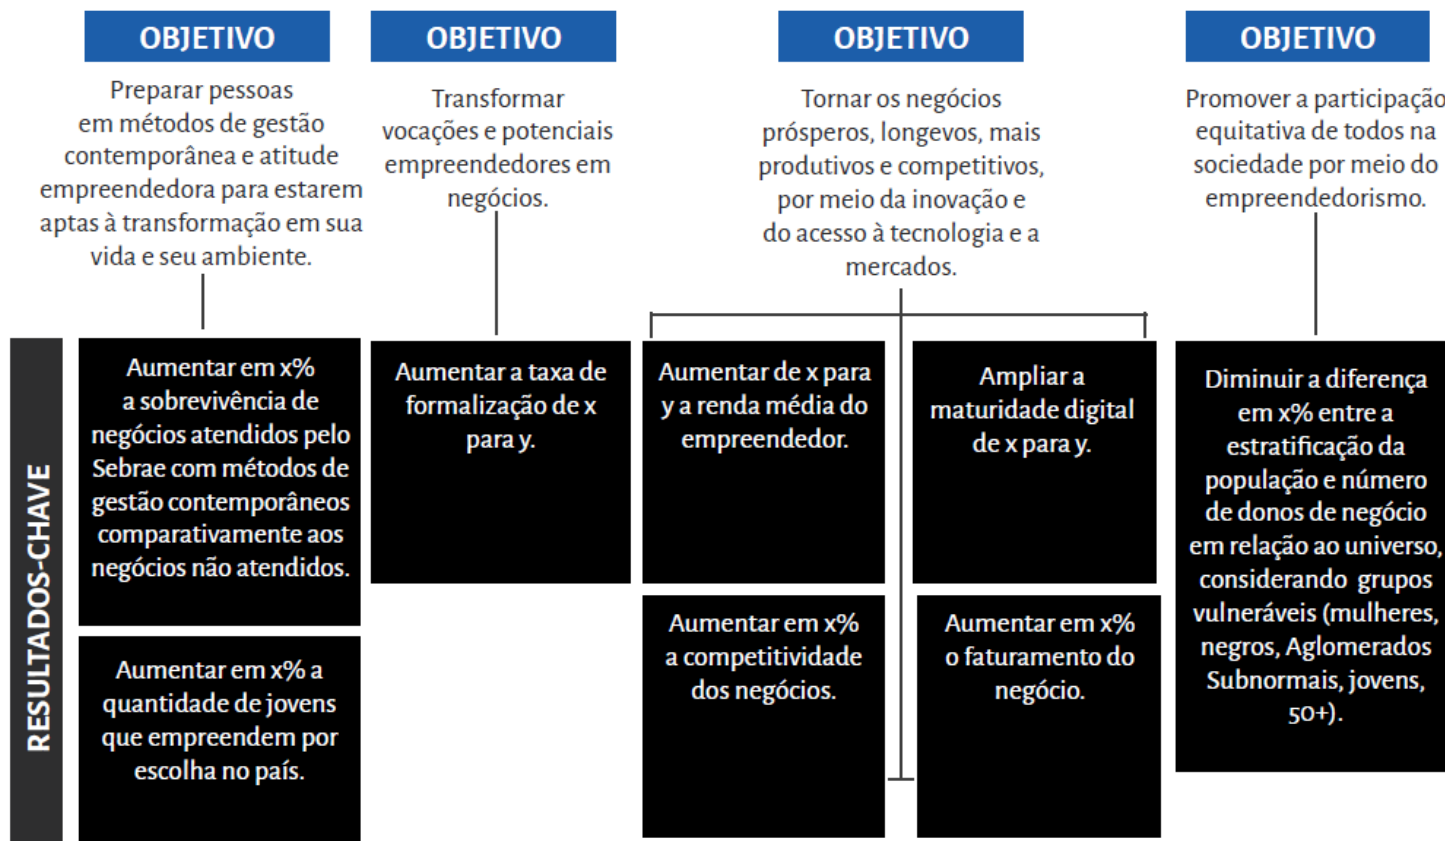 OBJETIVO
Preparar pessoas
em métodos de gestão
contemporânea e atitude
empreendedora para estarem
aptas à transformação em sua
vida e seu ambiente.
OBJETIVO
Transformar
vocações e potenciais
empreendedores em
negócios.
OBJETIVO
Tornar os negócios
prósperos, longevos, mais
produtivos e competitivos,
por meio da inovação e
do acesso à tecnologia e a
mercados.
OBJETIVO
Promover a participação
equitativa de todos na
sociedade por meio do
empreendedorismo.
RESULTADOS-CHAVE
Aumentar em x%
a sobrevivência de
negócios atendidos pelo
Sebrae com métodos de
gestão contemporâneos
comparativamente aos
negócios não atendidos.
Aumentar em x% a
quantidade de jovens
que empreendem por
escolha no país.
Aumentar a taxa de
formalização de x
para y.
Aumentar de x para
y a renda média do
empreendedor.
Ampliar a
maturidade digital
de x para y.
Aumentar em x%
a competitividade
dos negócios.
Aumentar em x%
o faturamento do
negócio.
Diminuir a diferença
em x% entre a
estratificação da
população e número
de donos de negócio
em relação ao universo,
considerando grupos
vulneráveis (mulheres,
negros, Aglomerados
Subnormais, jovens,
50+).